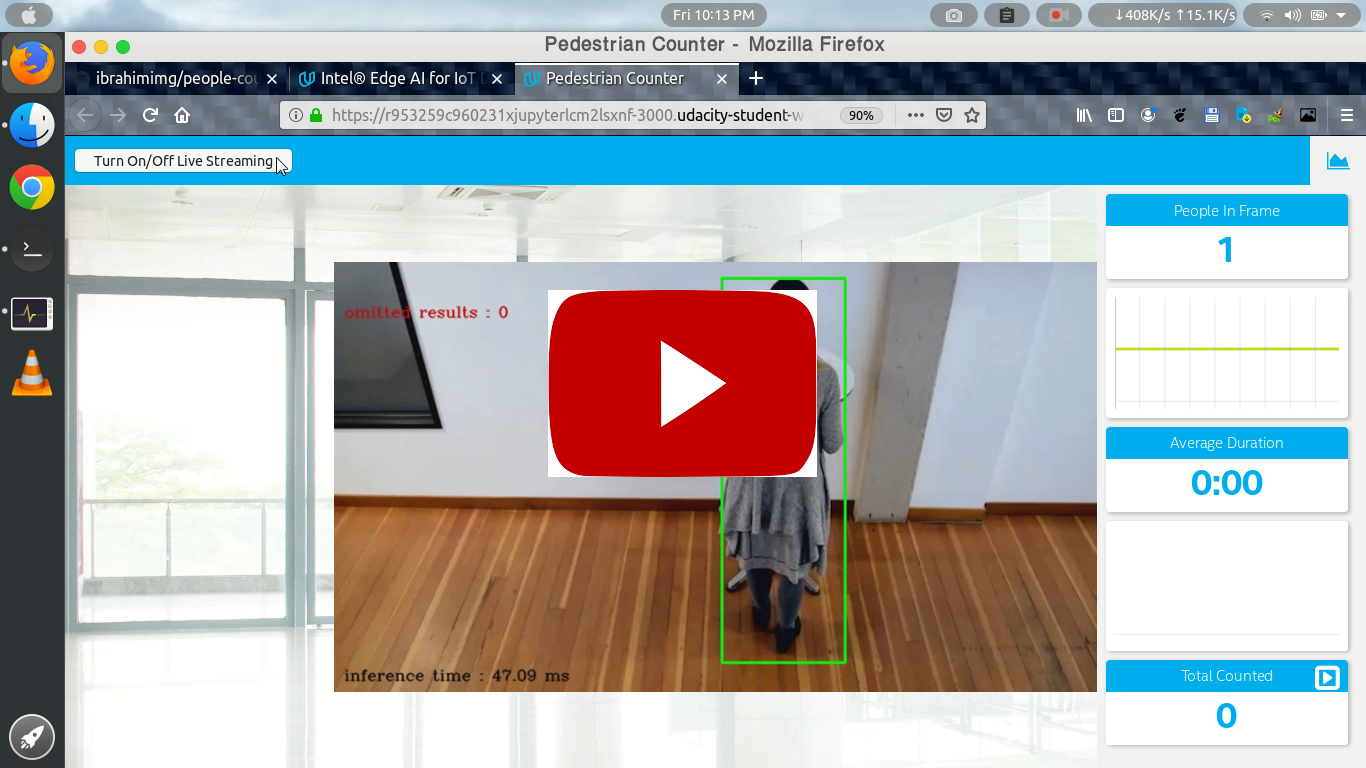 Fri 10:13 PM
↓408K/s ↑15.1K/s
Pedestrian Counter - Mozilla Firefox
ibrahimimg/people-cou
Intel® Edge AI for IoT
Pedestrian Counter
https://r953259c960231xjupyterlcm2lsxnf-3000.udacity-student-w
90%
Turn On/Off Live Streaming
People In Frame
1
omitted results : 0
Average Duration
0:00
inference time : 47.09 ms
Total Counted
0